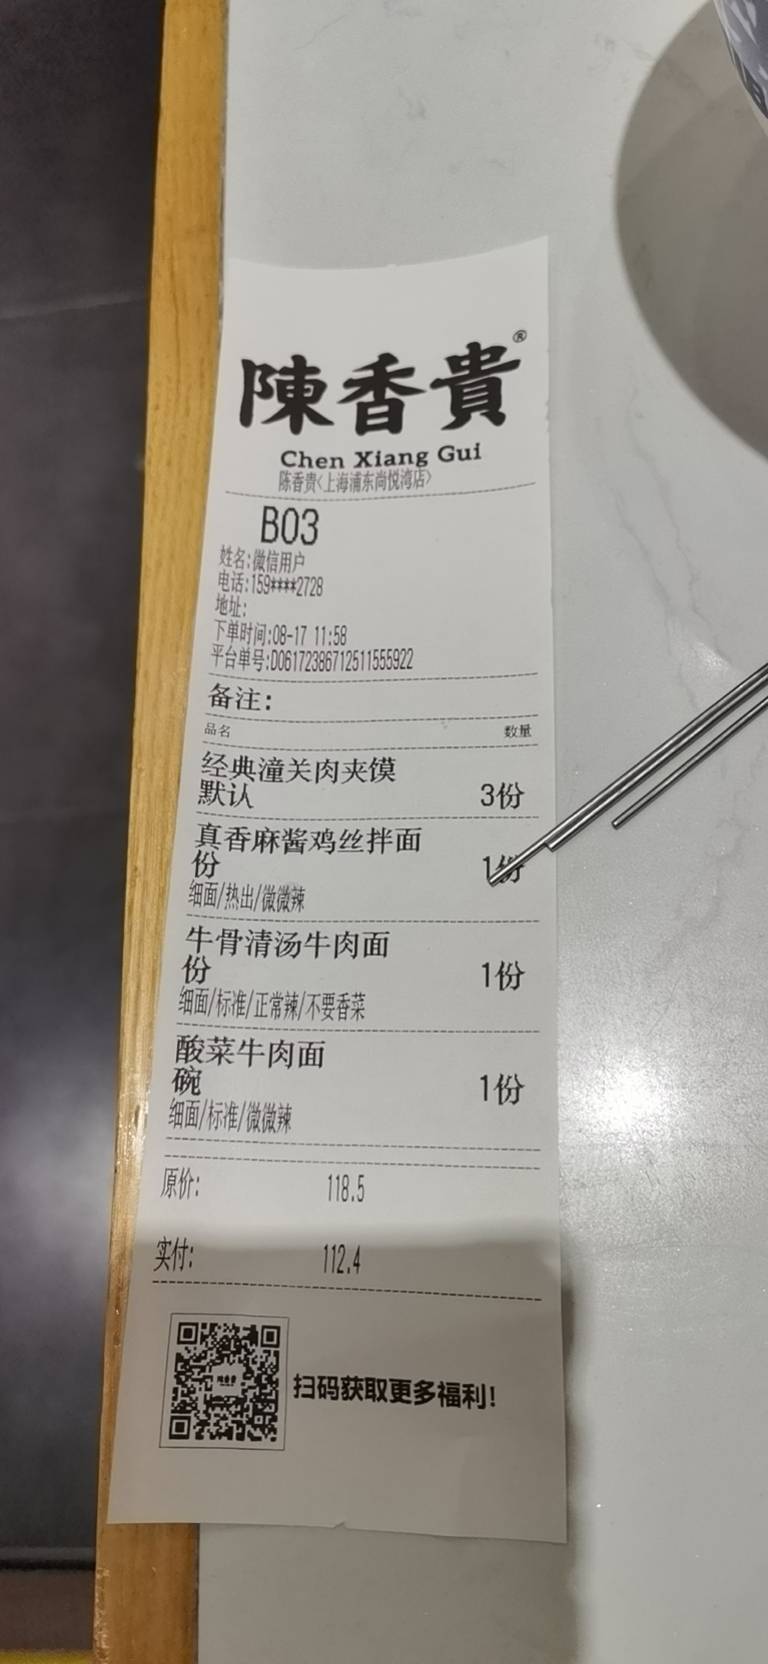 陳香貴®
Chen Xiang Gui
陈香贵<上海浦东尚悦湾店>
B03
姓名:微信用户
电话:159****2728
地址:
下单时间:08-17 11:58
平台单号:D06172386712511555922
备注:
品名 数量
经典潼关肉夹馍
默认 3份
真香麻酱鸡丝拌面
份 1份
细面/热出/微微辣
牛骨清汤牛肉面
份 1份
细面/标准/正常辣/不要香菜
酸菜牛肉面
碗 1份
细面/标准/微微辣
原价: 118.5
实付: 112.4
扫码获取更多福利!